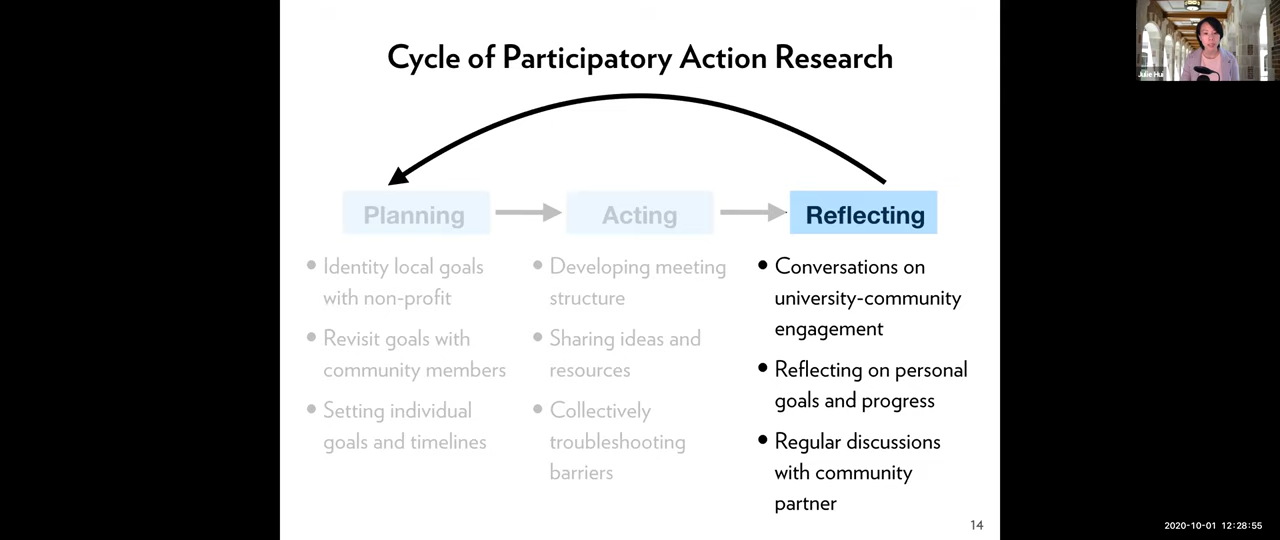 Cycle of Participatory Action Research
Julie Hui
Planning
Acting
Reflecting
• Identity local goals
with non-profit
• Revisit goals with
community members
• Setting individual
goals and timelines
• Developing meeting
structure
• Sharing ideas and
resources
• Collectively
troubleshooting
barriers
• Conversations on
university-community
engagement
• Reflecting on personal
goals and progress
• Regular discussions
with community
partner
14
2020-10-01 12:28:55